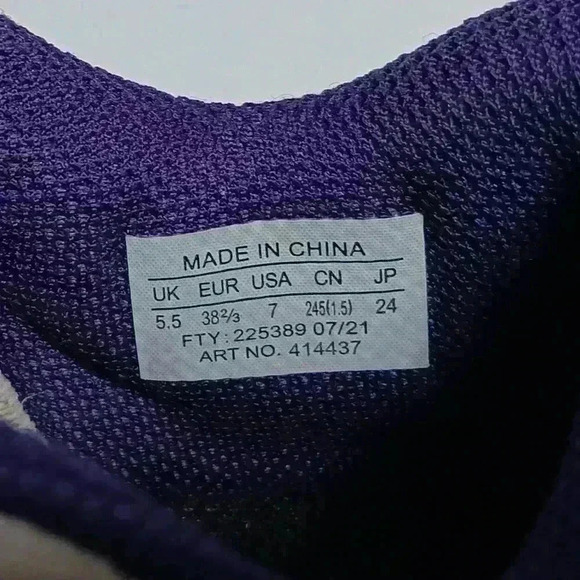 MADE IN CHINA
UK EUR USA CN JP
5.5 38⅔ 7 245(1.5) 24
FTY: 225389 07/21
ART NO. 414437